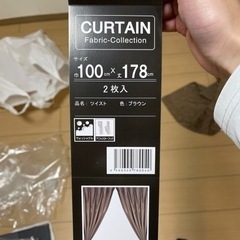 CURTAIN
Fabric-Collection
サイズ
巾100cm×丈178cm
2枚入
品名：ツイスト 色：ブラウン